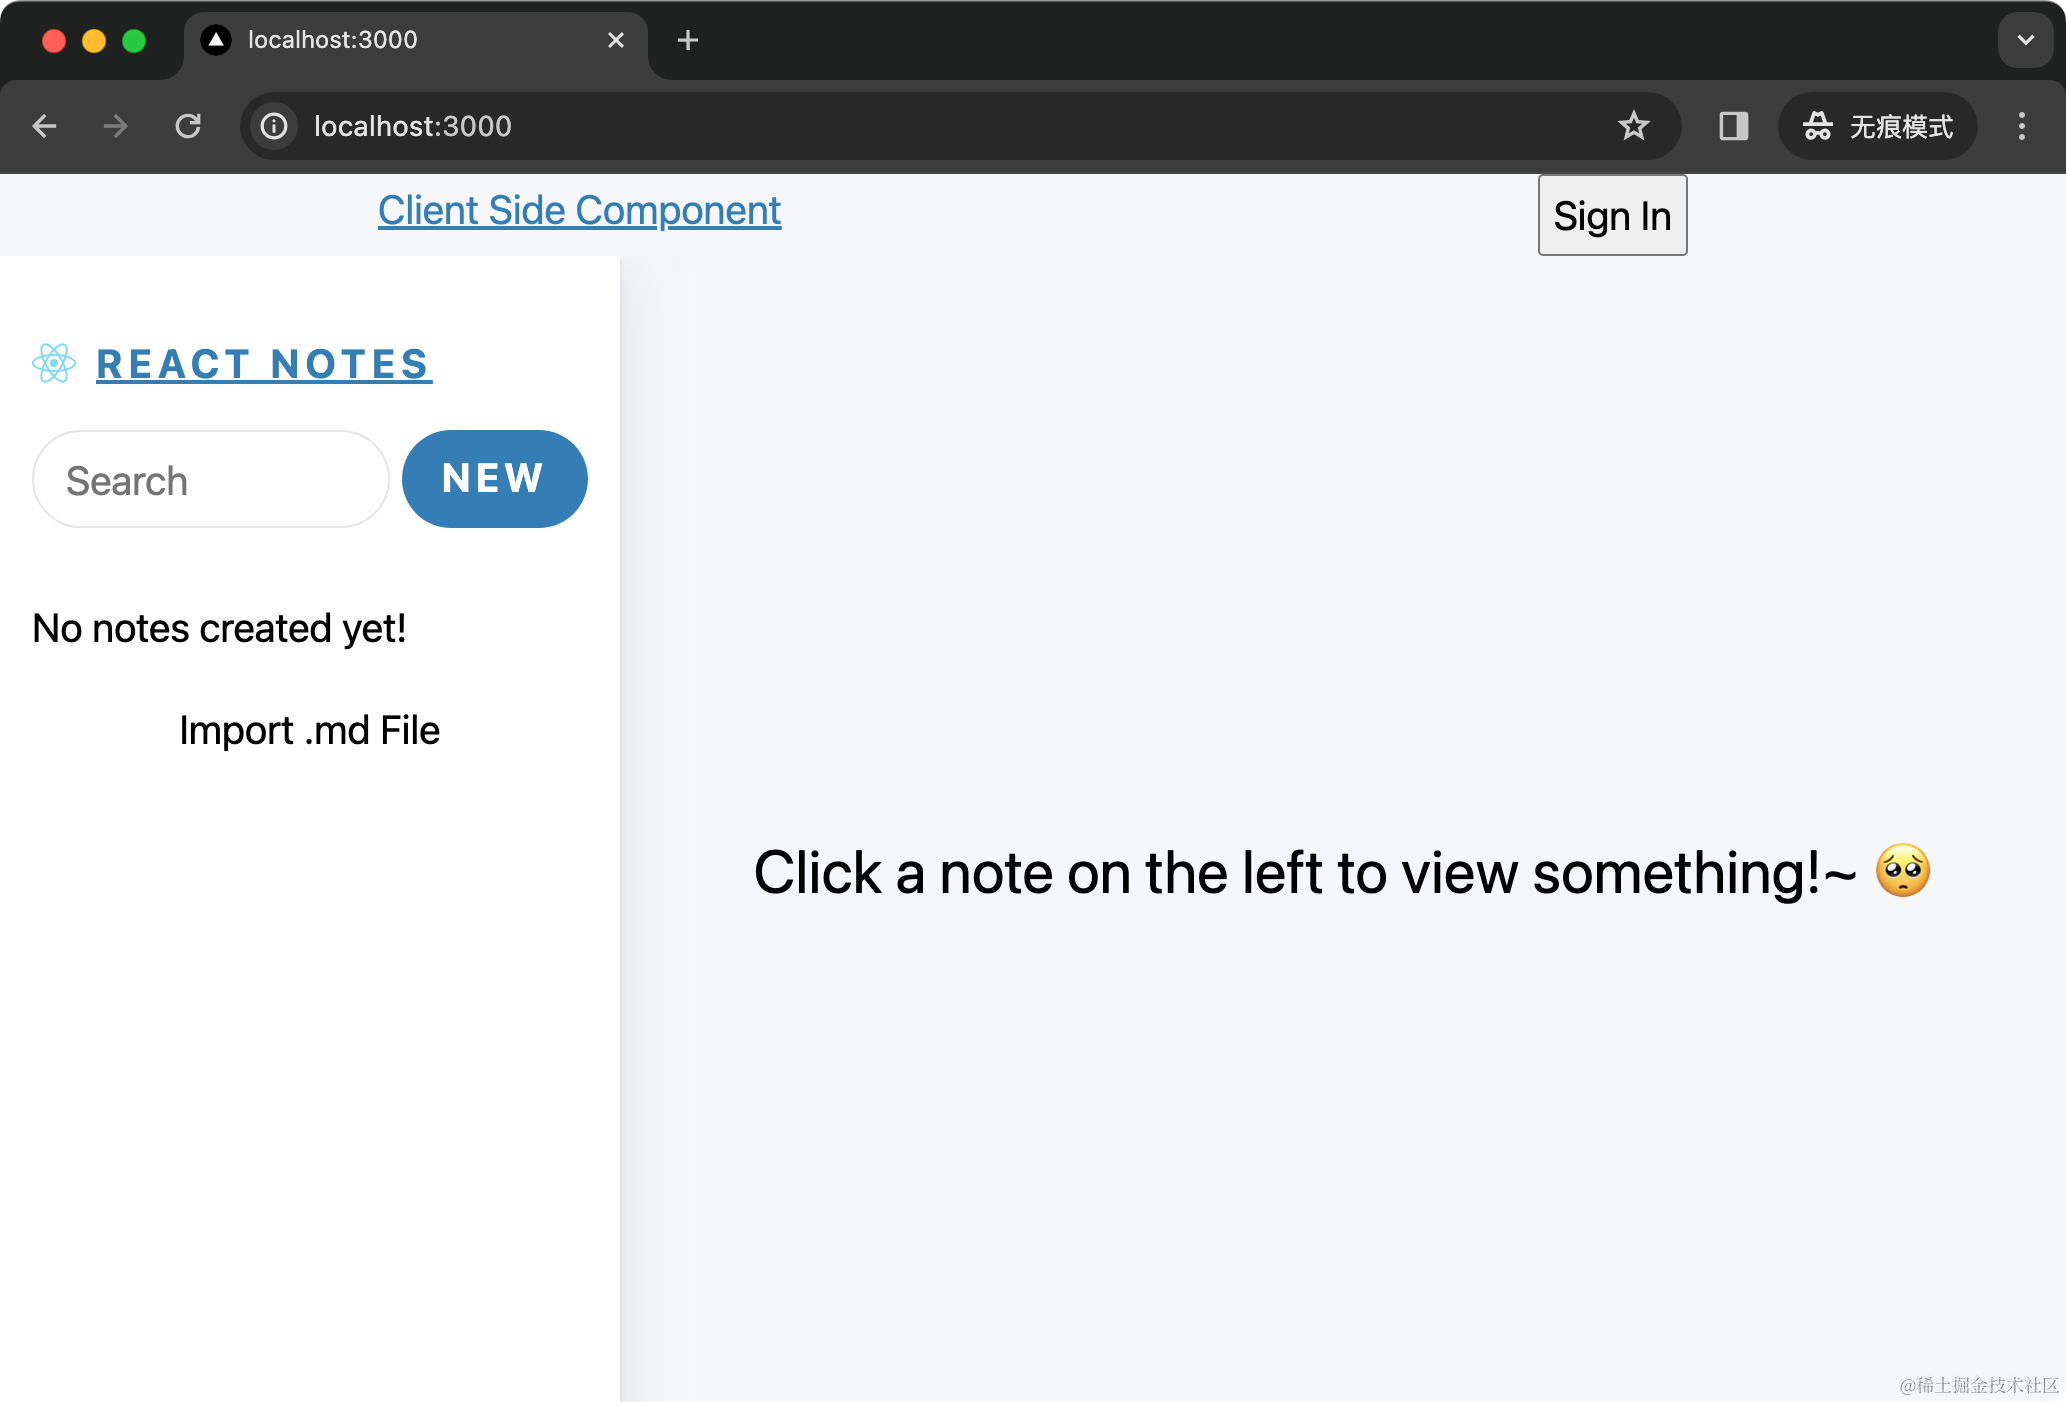 localhost:3000
localhost:3000
无痕模式
Client Side Component
Sign In
REACT NOTES
Search
NEW
No notes created yet!
Import .md File
Click a note on the left to view something!~ 🥺
@稀土掘金技术社区